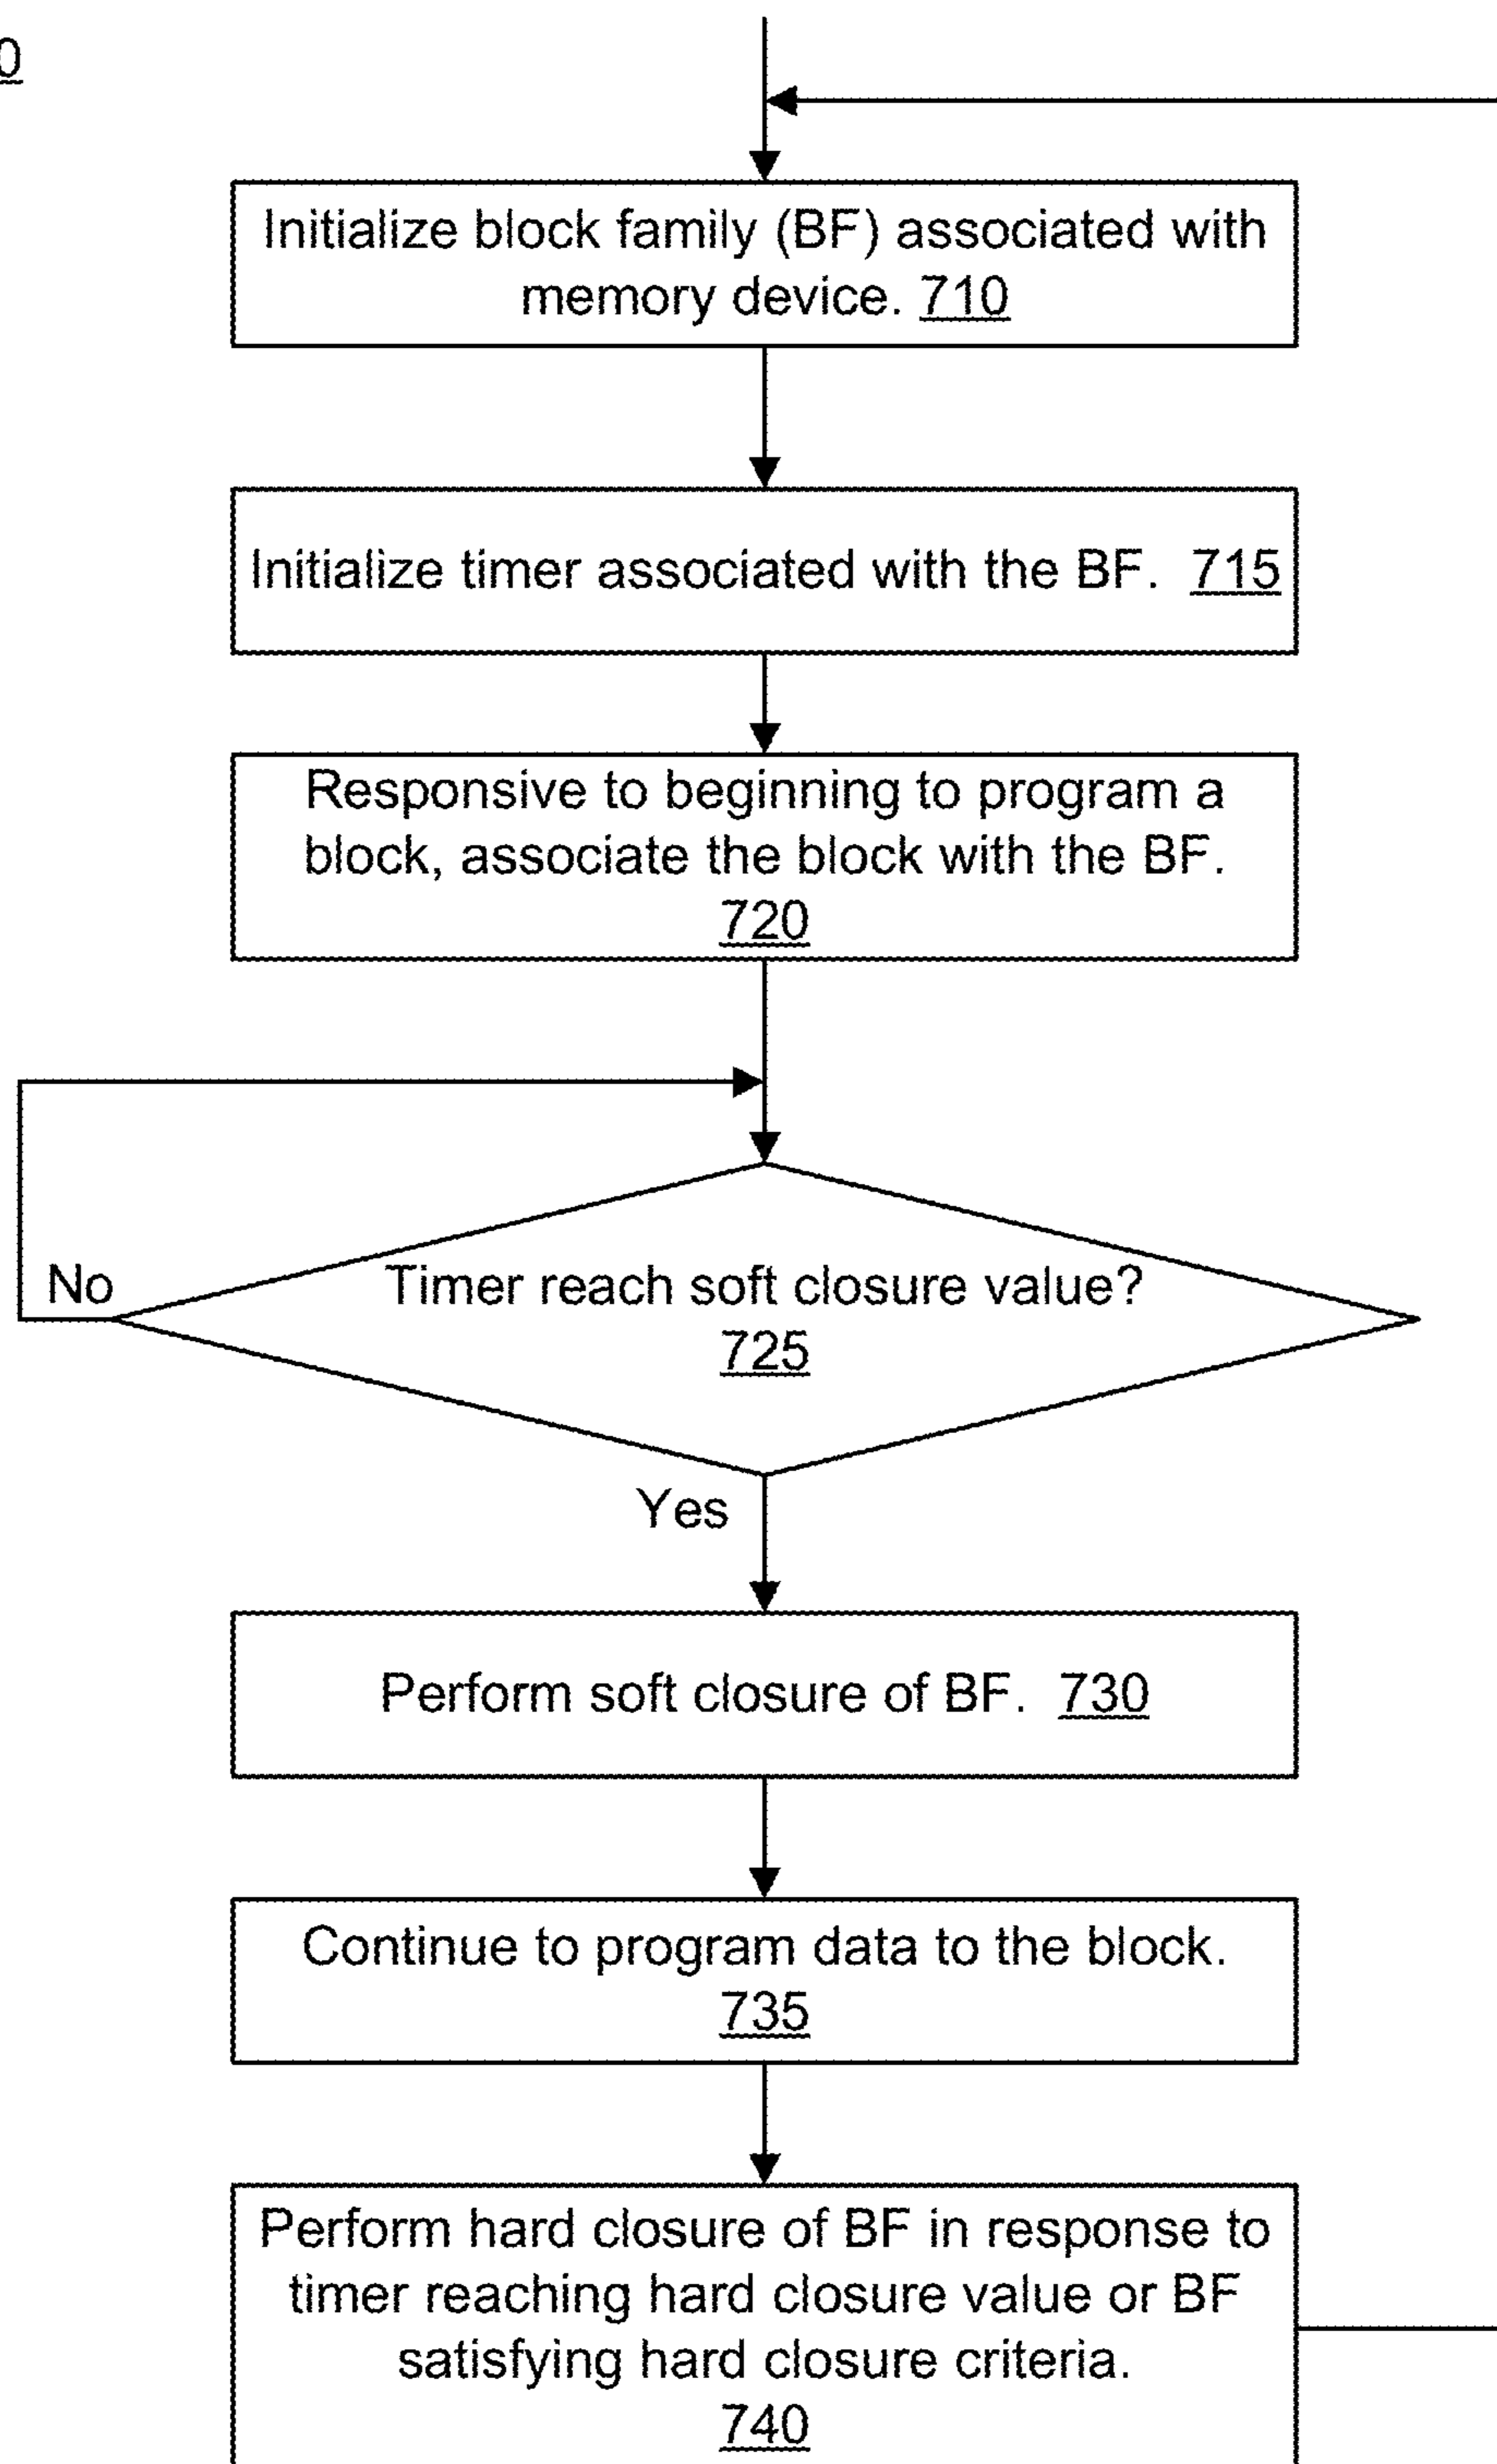 0
Initialize block family (BF) associated with
memory device. 710
Initialize timer associated with the BF. 715
Responsive to beginning to program a
block, associate the block with the BF.
720
No
Timer reach soft closure value?
725
Yes
Perform soft closure of BF. 730
Continue to program data to the block.
735
Perform hard closure of BF in response to
timer reaching hard closure value or BF
satisfying hard closure criteria.
740